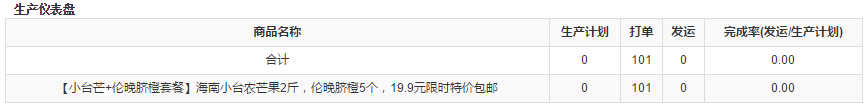 生产仪表盘
商品名称 生产计划 打单 发运 完成率(发运/生产计划)
合计 0 101 0 0.00
【小台芒+伦晚脐橙套餐】海南小台农芒果2斤，伦晚脐橙5个，19.9元限时特价包邮 0 101 0 0.00